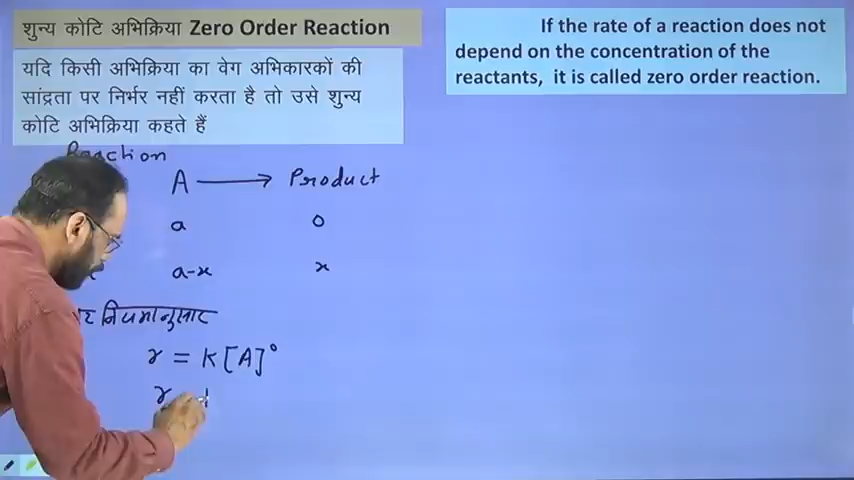 शुन्य कोटि अभिक्रिया Zero Order Reaction
यदि किसी अभिक्रिया का वेग अभिकारकों की
सांद्रता पर निर्भर नहीं करता है तो उसे शुन्य
कोटि अभिक्रिया कहते हैं
If the rate of a reaction does not
depend on the concentration of the
reactants, it is called zero order reaction.
Reaction
A ⟶ Product
a 0
a-x x
नियमानुसार
r = K[A]⁰
r